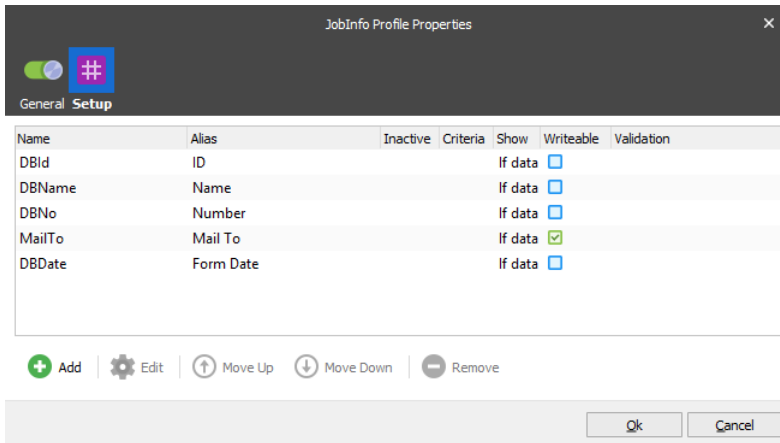 JobInfo Profile Properties
General Setup
Name Alias Inactive Criteria Show Writeable Validation
DBId ID If data
DBName Name If data
DBNo Number If data
MailTo Mail To If data
DBDate Form Date If data
Add Edit Move Up Move Down Remove
Ok Cancel